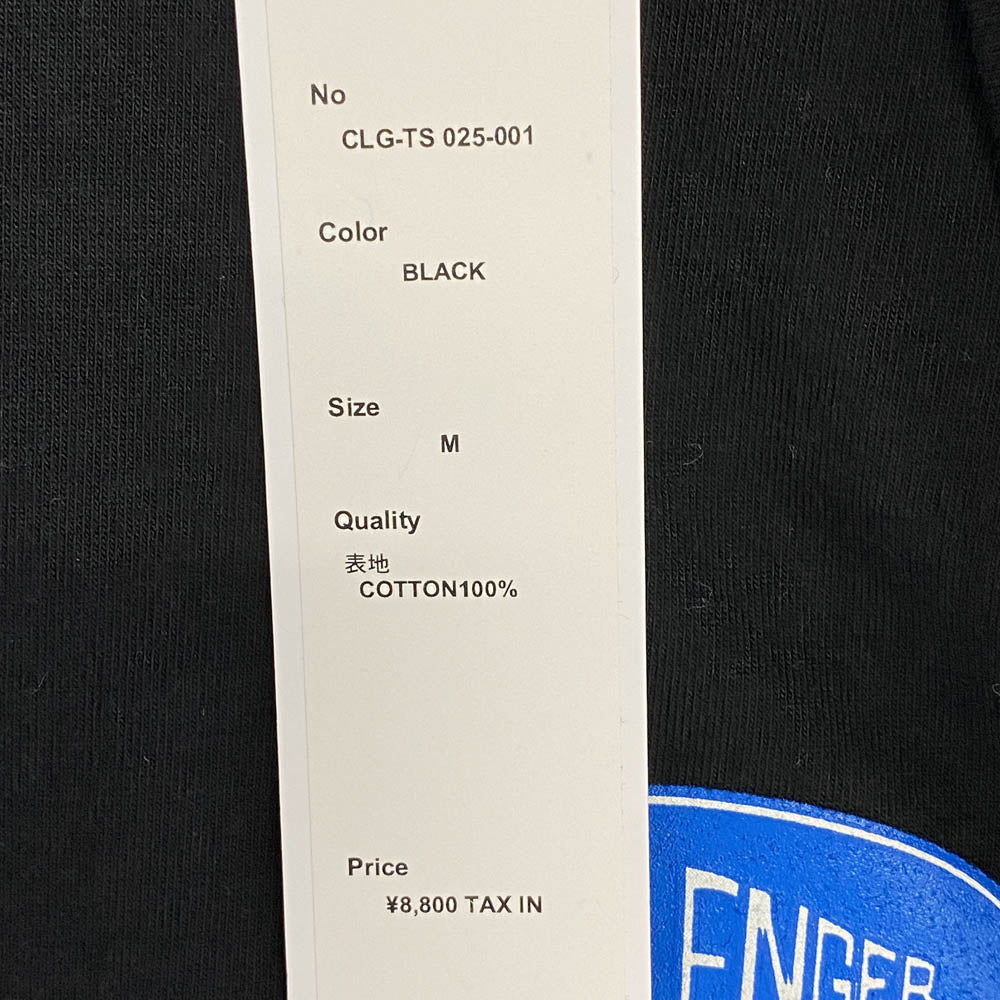 No
CLG-TS 025-001
Color
BLACK
Size
M
Quality
表地
COTTON100%
Price
¥8,800 TAX IN